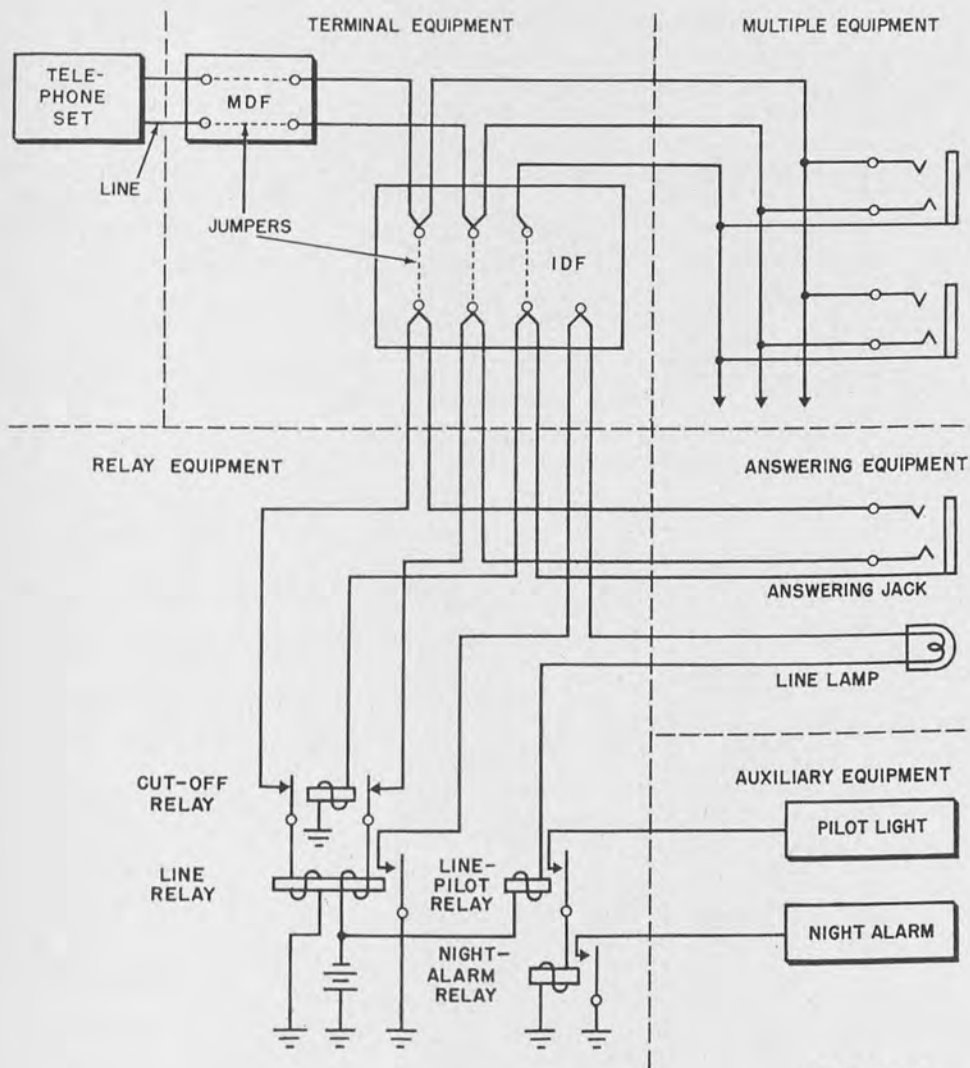 TERMINAL EQUIPMENT
MULTIPLE EQUIPMENT
TELE-
PHONE
SET
MDF
LINE
JUMPERS
IDF
RELAY EQUIPMENT
ANSWERING EQUIPMENT
ANSWERING JACK
LINE LAMP
CUT-OFF
RELAY
AUXILIARY EQUIPMENT
PILOT LIGHT
LINE
RELAY
LINE-
PILOT
RELAY
NIGHT ALARM
NIGHT-
ALARM
RELAY